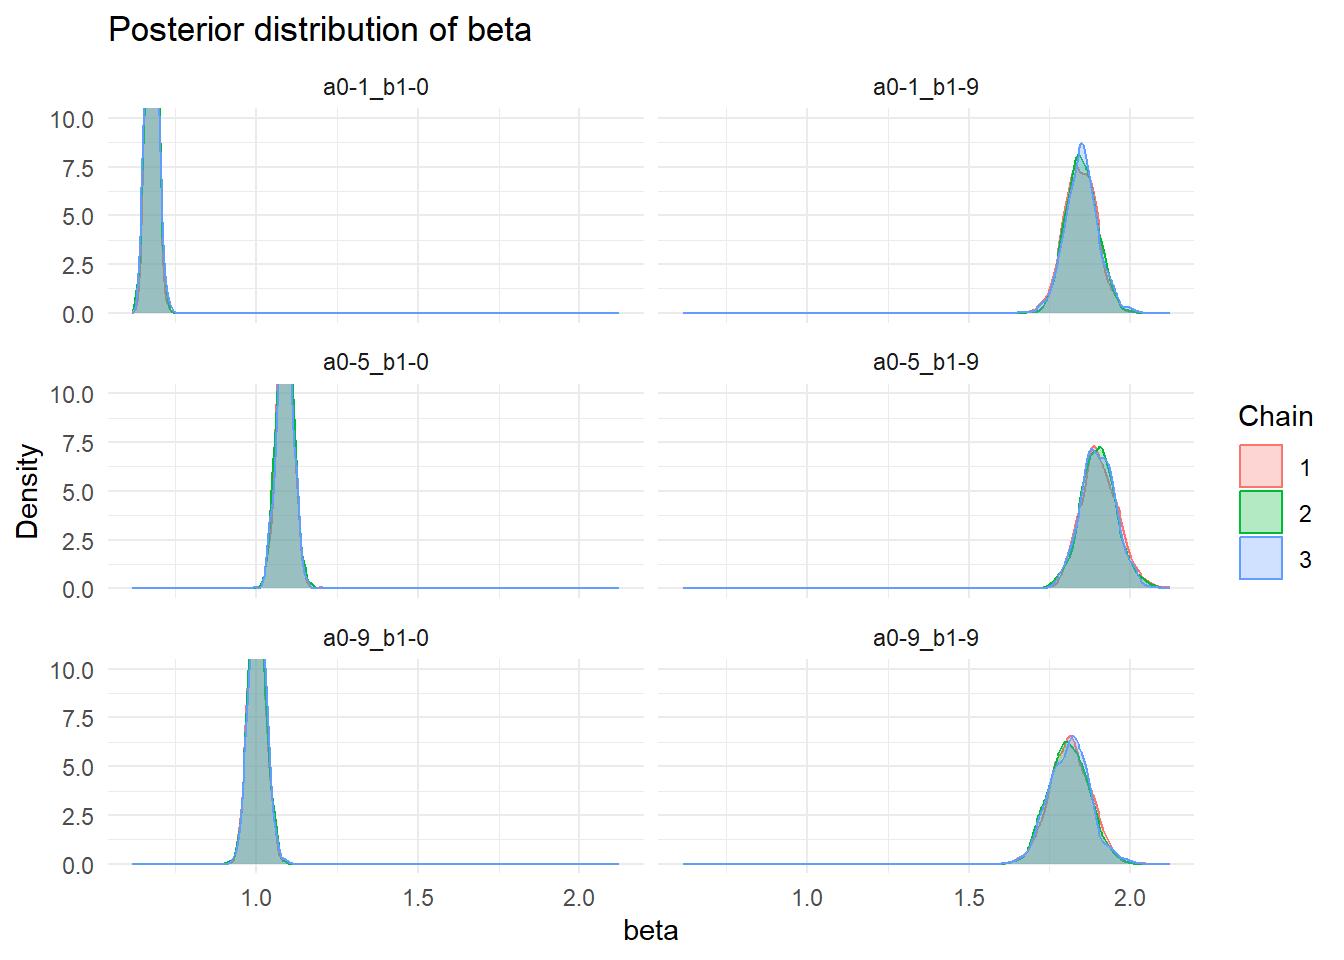 Posterior distribution of beta
a0-1_b1-0
a0-1_b1-9
10.0
7.5
5.0
2.5
0.0
a0-5_b1-0
a0-5_b1-9
10.0
7.5
5.0
2.5
0.0
a0-9_b1-0
a0-9_b1-9
10.0
7.5
5.0
2.5
0.0
1.0 1.5 2.0
1.0 1.5 2.0
beta
Density
Chain
1
2
3